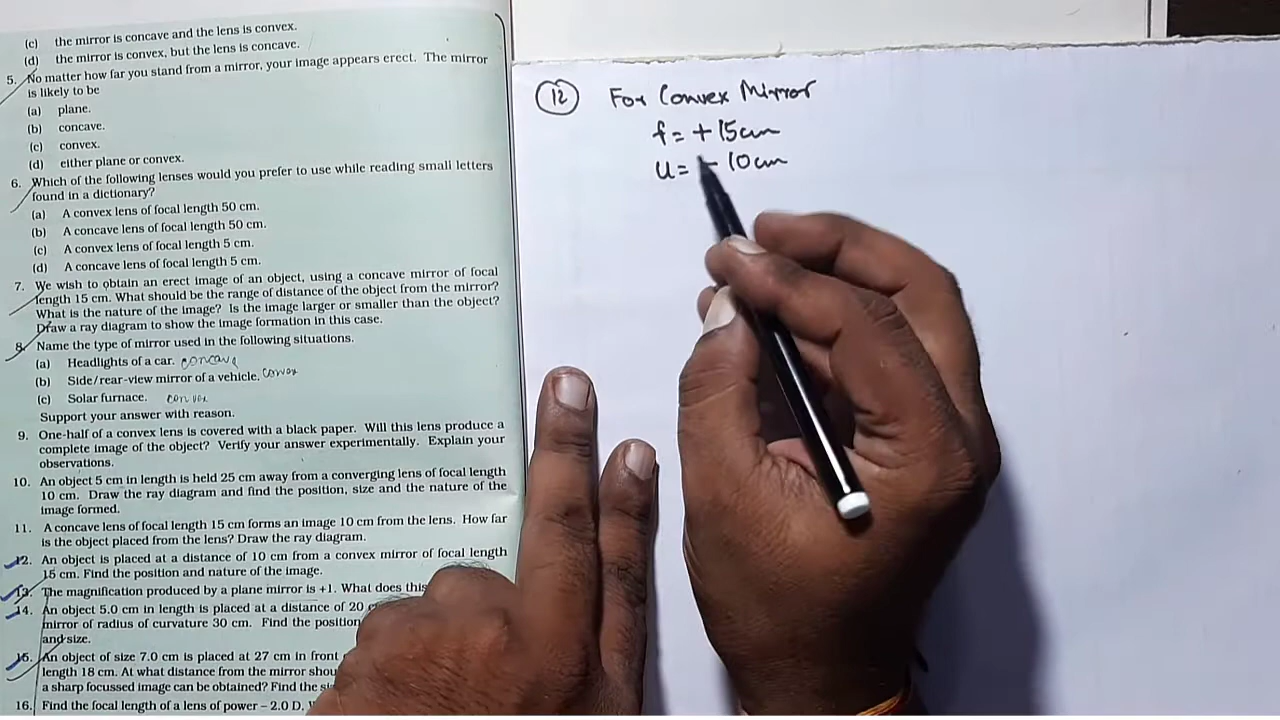 (c) the mirror is concave and the lens is convex.
(d) the mirror is convex, but the lens is concave.
5. No matter how far you stand from a mirror, your image appears erect. The mirror
is likely to be
(a) plane.
(b) concave.
(c) convex.
(d) either plane or convex.
6. Which of the following lenses would you prefer to use while reading small letters
found in a dictionary?
(a) A convex lens of focal length 50 cm.
(b) A concave lens of focal length 50 cm.
(c) A convex lens of focal length 5 cm.
(d) A concave lens of focal length 5 cm.
7. We wish to obtain an erect image of an object, using a concave mirror of focal
length 15 cm. What should be the range of distance of the object from the mirror?
What is the nature of the image? Is the image larger or smaller than the object?
Draw a ray diagram to show the image formation in this case.
8. Name the type of mirror used in the following situations.
(a) Headlights of a car. concave
(b) Side/rear-view mirror of a vehicle. convex
(c) Solar furnace. convex
Support your answer with reason.
9. One-half of a convex lens is covered with a black paper. Will this lens produce a
complete image of the object? Verify your answer experimentally. Explain your
observations.
10. An object 5 cm in length is held 25 cm away from a converging lens of focal length
10 cm. Draw the ray diagram and find the position, size and the nature of the
image formed.
11. A concave lens of focal length 15 cm forms an image 10 cm from the lens. How far
is the object placed from the lens? Draw the ray diagram.
12. An object is placed at a distance of 10 cm from a convex mirror of focal length
15 cm. Find the position and nature of the image.
13. The magnification produced by a plane mirror is +1. What does this
14. An object 5.0 cm in length is placed at a distance of 20
mirror of radius of curvature 30 cm. Find the position
and size.
15. An object of size 7.0 cm is placed at 27 cm in front
length 18 cm. At what distance from the mirror
a sharp focussed image can be obtained? Find the
16. Find the focal length of a lens of power – 2.0 D.
12 For Convex Mirror
f = + 15cm
u = - 10cm